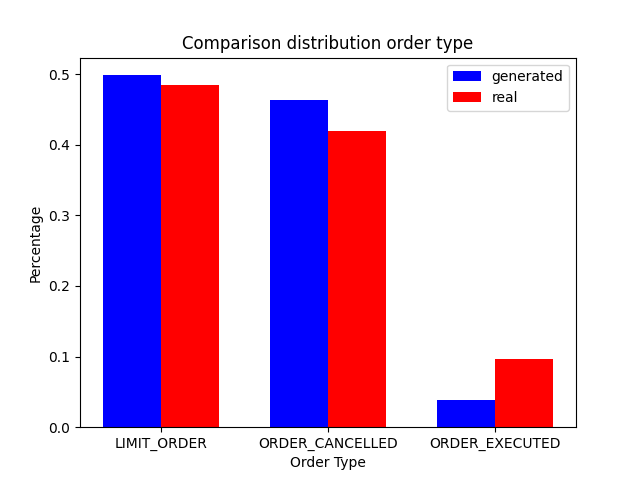 Comparison distribution order type
generated
real
0.5
0.4
0.3
0.2
0.1
0.0
Percentage
LIMIT_ORDER
ORDER_CANCELLED
ORDER_EXECUTED
Order Type